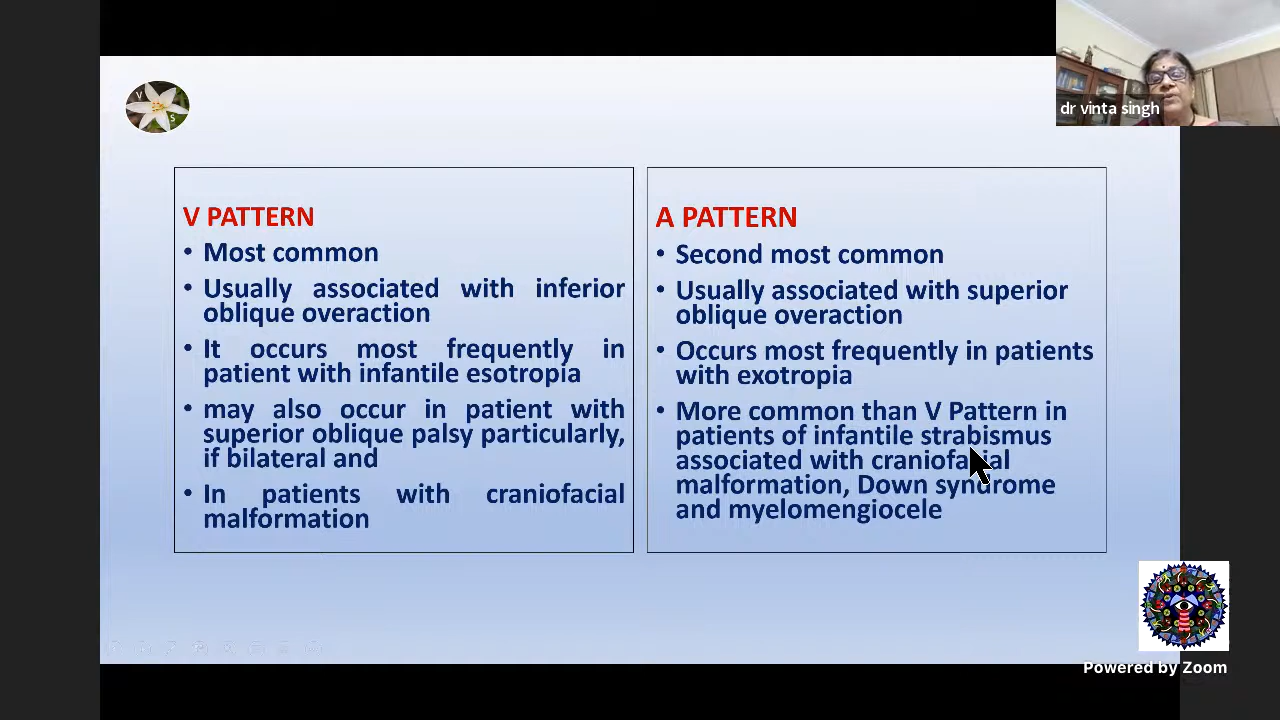 V
S
dr vinta singh
V PATTERN
• Most common
• Usually associated with inferior
oblique overaction
• It occurs most frequently in
patient with infantile esotropia
• may also occur in patient with
superior oblique palsy particularly,
if bilateral and
• In patients with craniofacial
malformation
A PATTERN
• Second most common
• Usually associated with superior
oblique overaction
• Occurs most frequently in patients
with exotropia
• More common than V Pattern in
patients of infantile strabismus
associated with craniofacial
malformation, Down syndrome
and myelomengiocele
Powered by Zoom